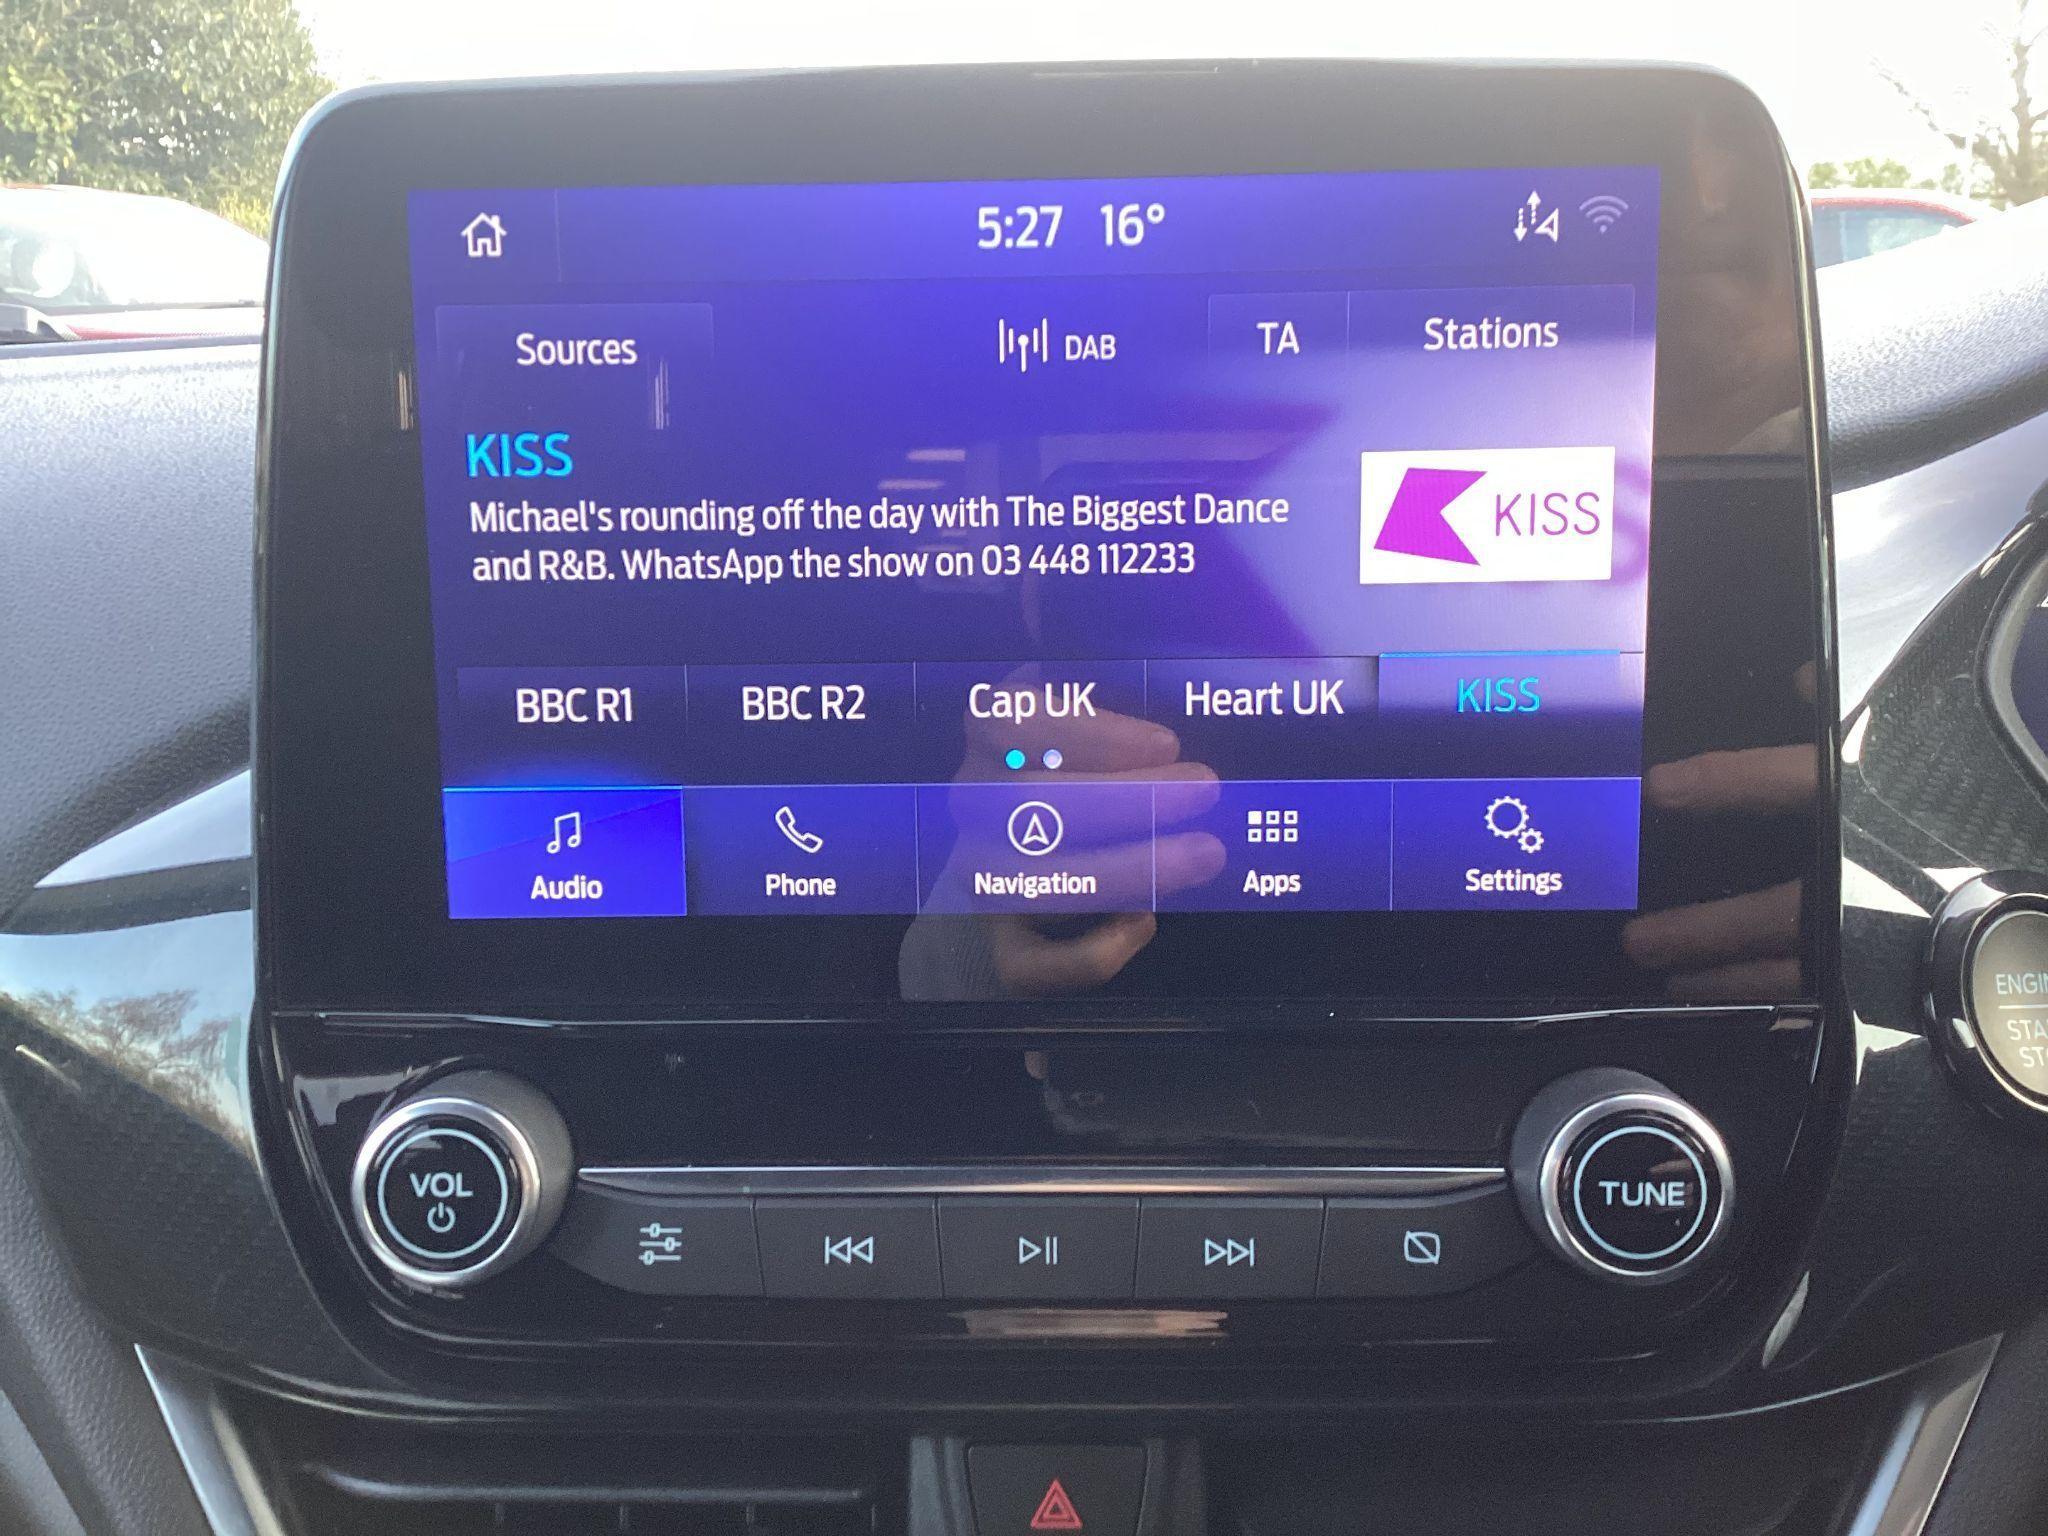 5:27 16°
Sources
DAB
TA
Stations
KISS
Michael's rounding off the day with The Biggest Dance
and R&B. WhatsApp the show on 03 448 112233
KISS
BBC R1
BBC R2
Cap UK
Heart UK
KISS
Audio
Phone
Navigation
Apps
Settings
VOL
TUNE